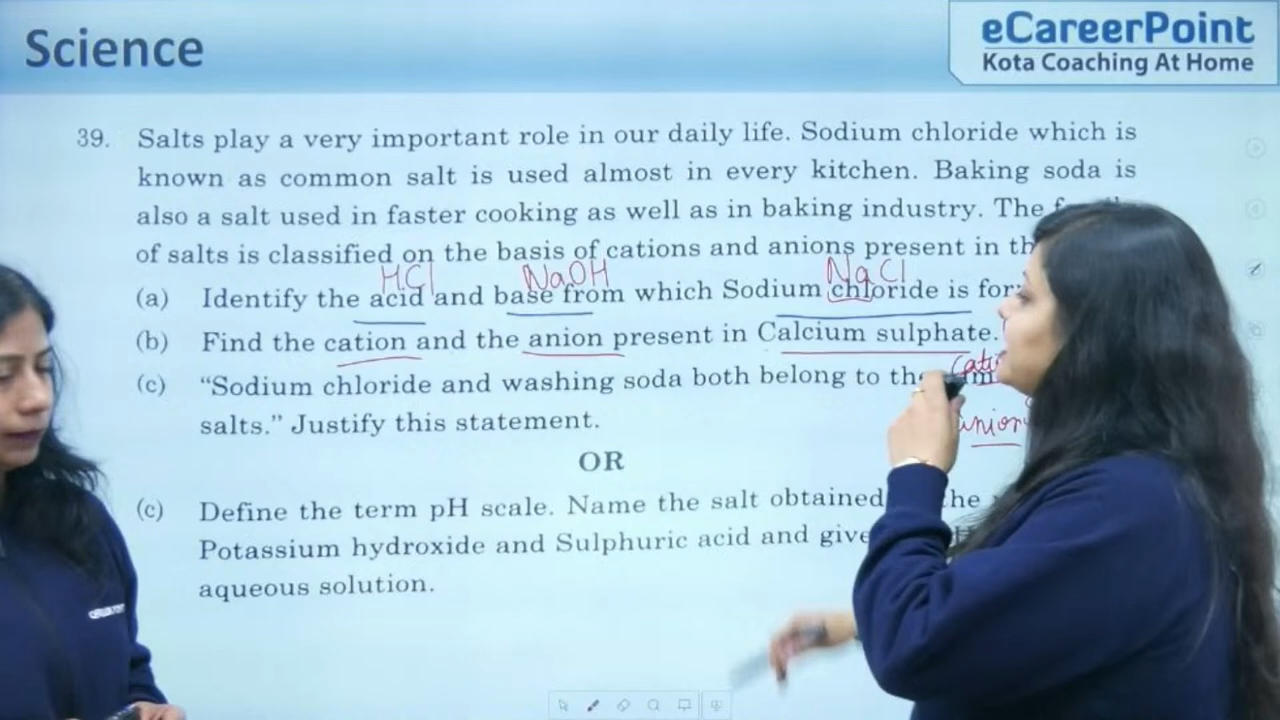 Science
eCareerPoint
Kota Coaching At Home
39. Salts play a very important role in our daily life. Sodium chloride which is
known as common salt is used almost in every kitchen. Baking soda is
also a salt used in faster cooking as well as in baking industry. The
of salts is classified on the basis of cations and anions present in
HCl NaOH NaCl
(a) Identify the acid and base from which Sodium chloride is
(b) Find the cation and the anion present in Calcium sulphate.
(c) "Sodium chloride and washing soda both belong to
anion
salts." Justify this statement.
OR
(c) Define the term pH scale. Name the salt obtained
Potassium hydroxide and Sulphuric acid and give
aqueous solution.